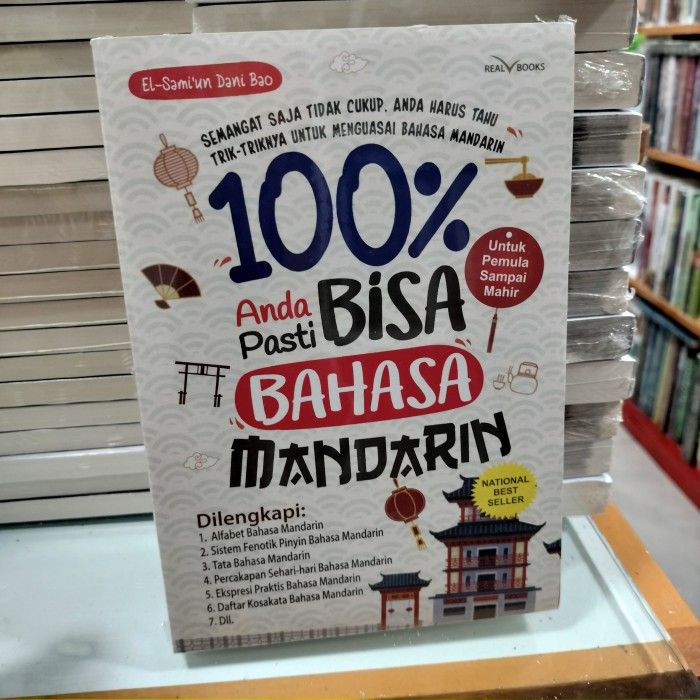 El-Sami'un Dani Bao
REAL BOOKS
SEMANGAT SAJA TIDAK CUKUP. ANDA HARUS TAHU
TRIK-TRIKNYA UNTUK MENGUASAI BAHASA MANDARIN
100%
Untuk
Pemula
Sampai
Mahir
Anda
Pasti
BiSA
BAHASA
MANDARIN
NATIONAL
BEST
SELLER
Dilengkapi:
1. Alfabet Bahasa Mandarin
2. Sistem Fenotik Pinyin Bahasa Mandarin
3. Tata Bahasa Mandarin
4. Percakapan Sehari-hari Bahasa Mandarin
5. Ekspresi Praktis Bahasa Mandarin
6. Daftar Kosakata Bahasa Mandarin
7. Dll.